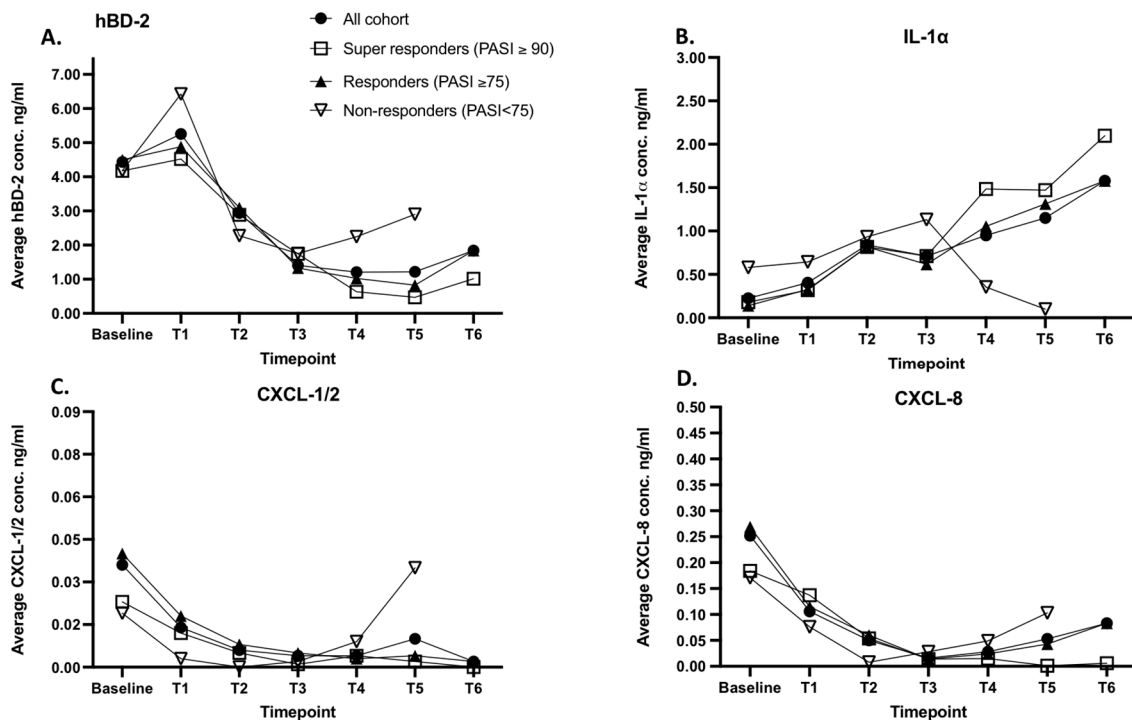 A.
hBD-2
All cohort
Super responders (PASI ≥ 90)
Responders (PASI ≥75)
Non-responders (PASI<75)
Average hBD-2 conc. ng/ml
7.00
6.00
5.00
4.00
3.00
2.00
1.00
0.00
Baseline T1 T2 T3 T4 T5 T6
Timepoint
B.
IL-1α
Average IL-1α conc. ng/ml
3.00
2.50
2.00
1.50
1.00
0.50
0.00
Baseline T1 T2 T3 T4 T5 T6
Timepoint
C.
CXCL-1/2
Average CXCL-1/2 conc. ng/ml
0.09
0.08
0.06
0.05
0.03
0.02
0.00
Baseline T1 T2 T3 T4 T5 T6
Timepoint
D.
CXCL-8
Average CXCL-8 conc. ng/ml
0.50
0.45
0.40
0.35
0.30
0.25
0.20
0.15
0.10
0.05
0.00
Baseline T1 T2 T3 T4 T5 T6
Timepoint